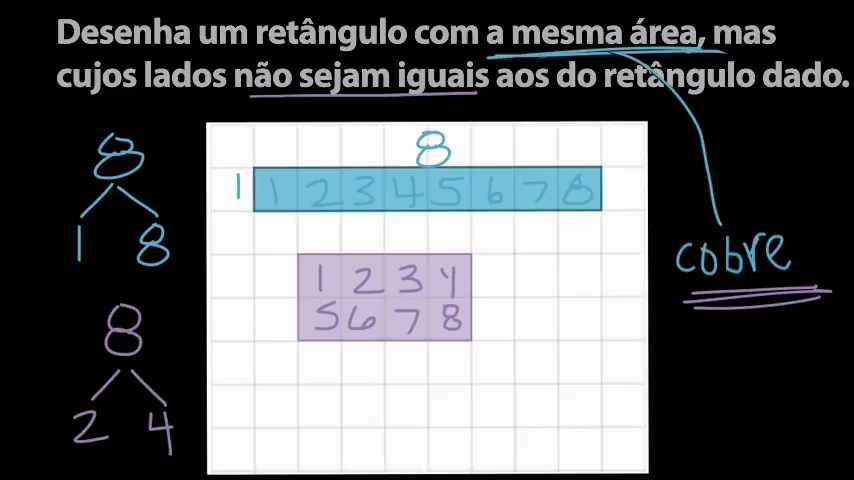 Desenha um retângulo com a mesma área, mas
cujos lados não sejam iguais aos do retângulo dado.
8
8
1
1 2 3 4 5 6 7 8
1 8
cobre
1 2 3 4
5 6 7 8
8
2 4